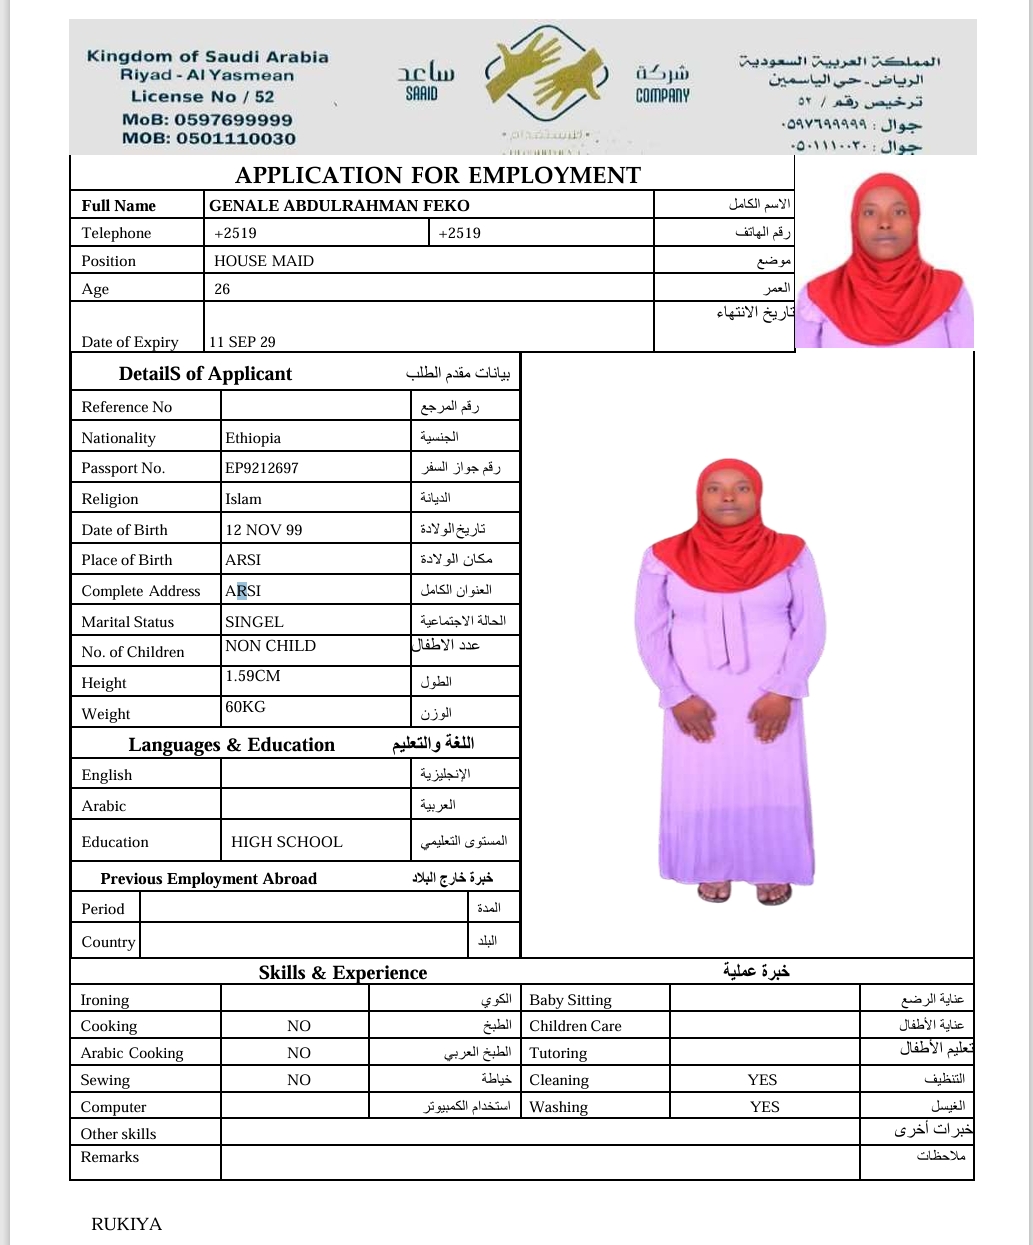 Kingdom of Saudi Arabia
Riyad - Al Yasmean
License No / 52
MoB: 0597699999
MOB: 0501110030
ساعد
SAAID
شركة
COMPANY
للاستقدام
المملكة العربية السعودية
الرياض - حي الياسمين
ترخيص رقم / ٥٢
جوال : ٠٥٩٧٦٩٩٩٩٩
جوال : ٠٥٠١١١٠٠٣٠
APPLICATION FOR EMPLOYMENT
Full Name GENALE ABDULRAHMAN FEKO الاسم الكامل
Telephone +2519 +2519 رقم الهاتف
Position HOUSE MAID موضع
Age 26 العمر
Date of Expiry 11 SEP 29 تاريخ الانتهاء
DetailS of Applicant بيانات مقدم الطلب
Reference No رقم المرجع
Nationality Ethiopia الجنسية
Passport No. EP9212697 رقم جواز السفر
Religion Islam الديانة
Date of Birth 12 NOV 99 تاريخ الولادة
Place of Birth ARSI مكان الولادة
Complete Address ARSI العنوان الكامل
Marital Status SINGEL الحالة الاجتماعية
No. of Children NON CHILD عدد الاطفال
Height 1.59CM الطول
Weight 60KG الوزن
Languages & Education اللغة والتعليم
English الإنجليزية
Arabic العربية
Education HIGH SCHOOL المستوى التعليمي
Previous Employment Abroad خبرة خارج البلاد
Period المدة
Country البلد
Skills & Experience خبرة عملية
Ironing الكوي Baby Sitting عناية الرضع
Cooking NO الطبخ Children Care عناية الأطفال
Arabic Cooking NO الطبخ العربي Tutoring تعليم الأطفال
Sewing NO خياطة Cleaning YES التنظيف
Computer استخدام الكمبيوتر Washing YES الغيسل
Other skills خبرات أخرى
Remarks ملاحظات
RUKIYA